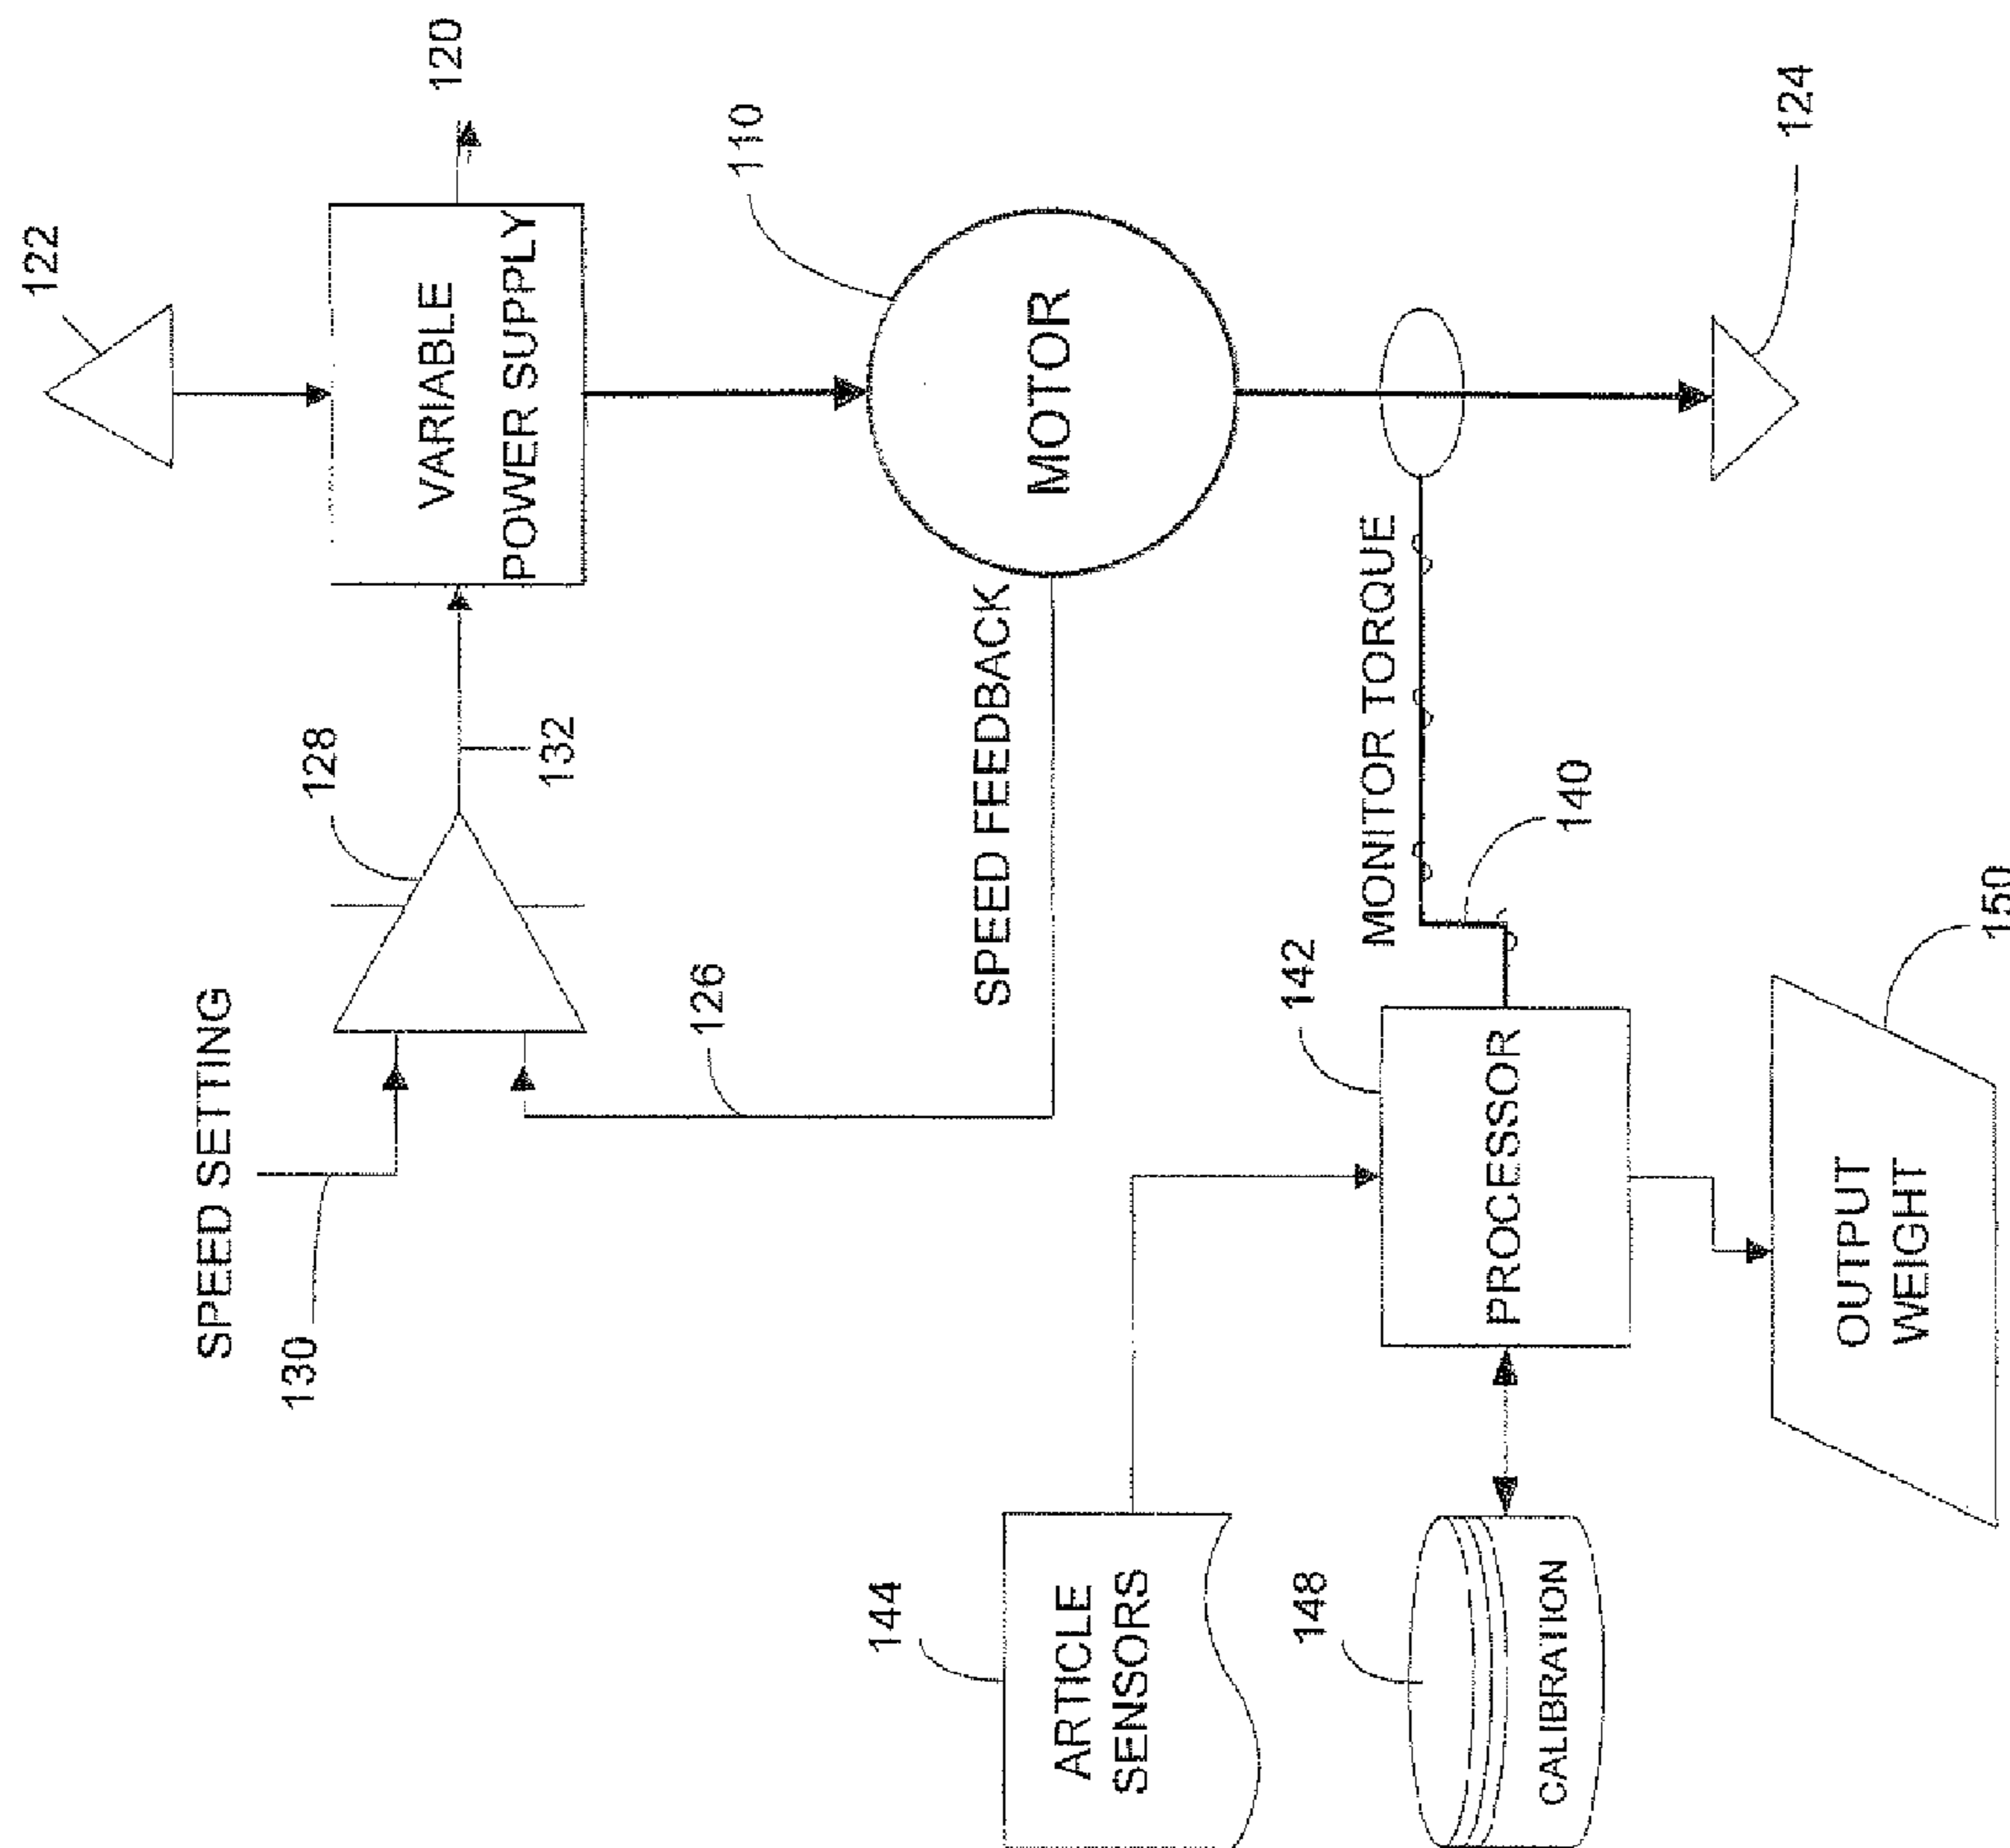 122
120
VARIABLE
POWER SUPPLY
128
132
SPEED SETTING
130
110
MOTOR
SPEED FEEDBACK
126
124
MONITOR TORQUE
140
142
PROCESSOR
144
ARTICLE
SENSORS
148
CALIBRATION
150
OUTPUT
WEIGHT